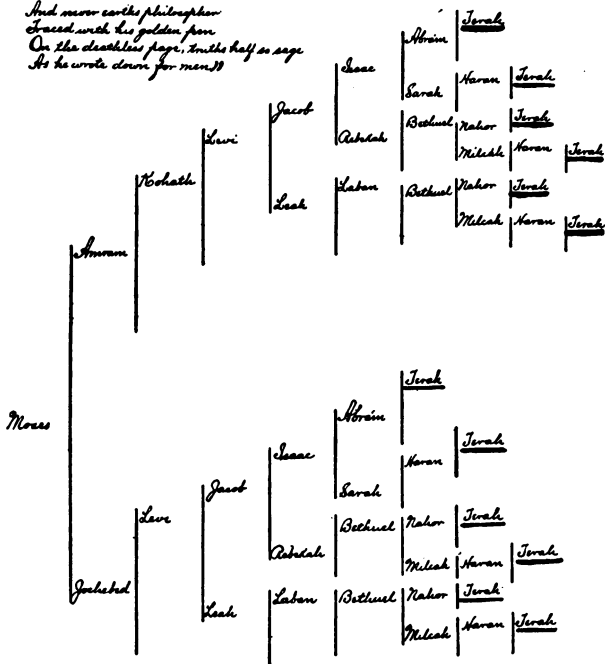 And never earth's philosopher
Traced with his golden pen
On the deathless page, truths half so sage
As he wrote down for men"
Terah
Abram
Isaac
Sarah Haran Terah
Jacob
Bethuel Nahor Terah
Levi Rebekah
Milcah Haran Terah
Kohath
Leah Laban Bethuel Nahor Terah
Milcah Haran Terah
Amram
Terah
Abram
Moses
Isaac Terah
Haran
Jacob Sarah
Levi Bethuel Nahor Terah
Rebekah
Milcah Haran Terah
Jochebed
Leah Laban Bethuel Nahor Terah
Milcah Haran Terah